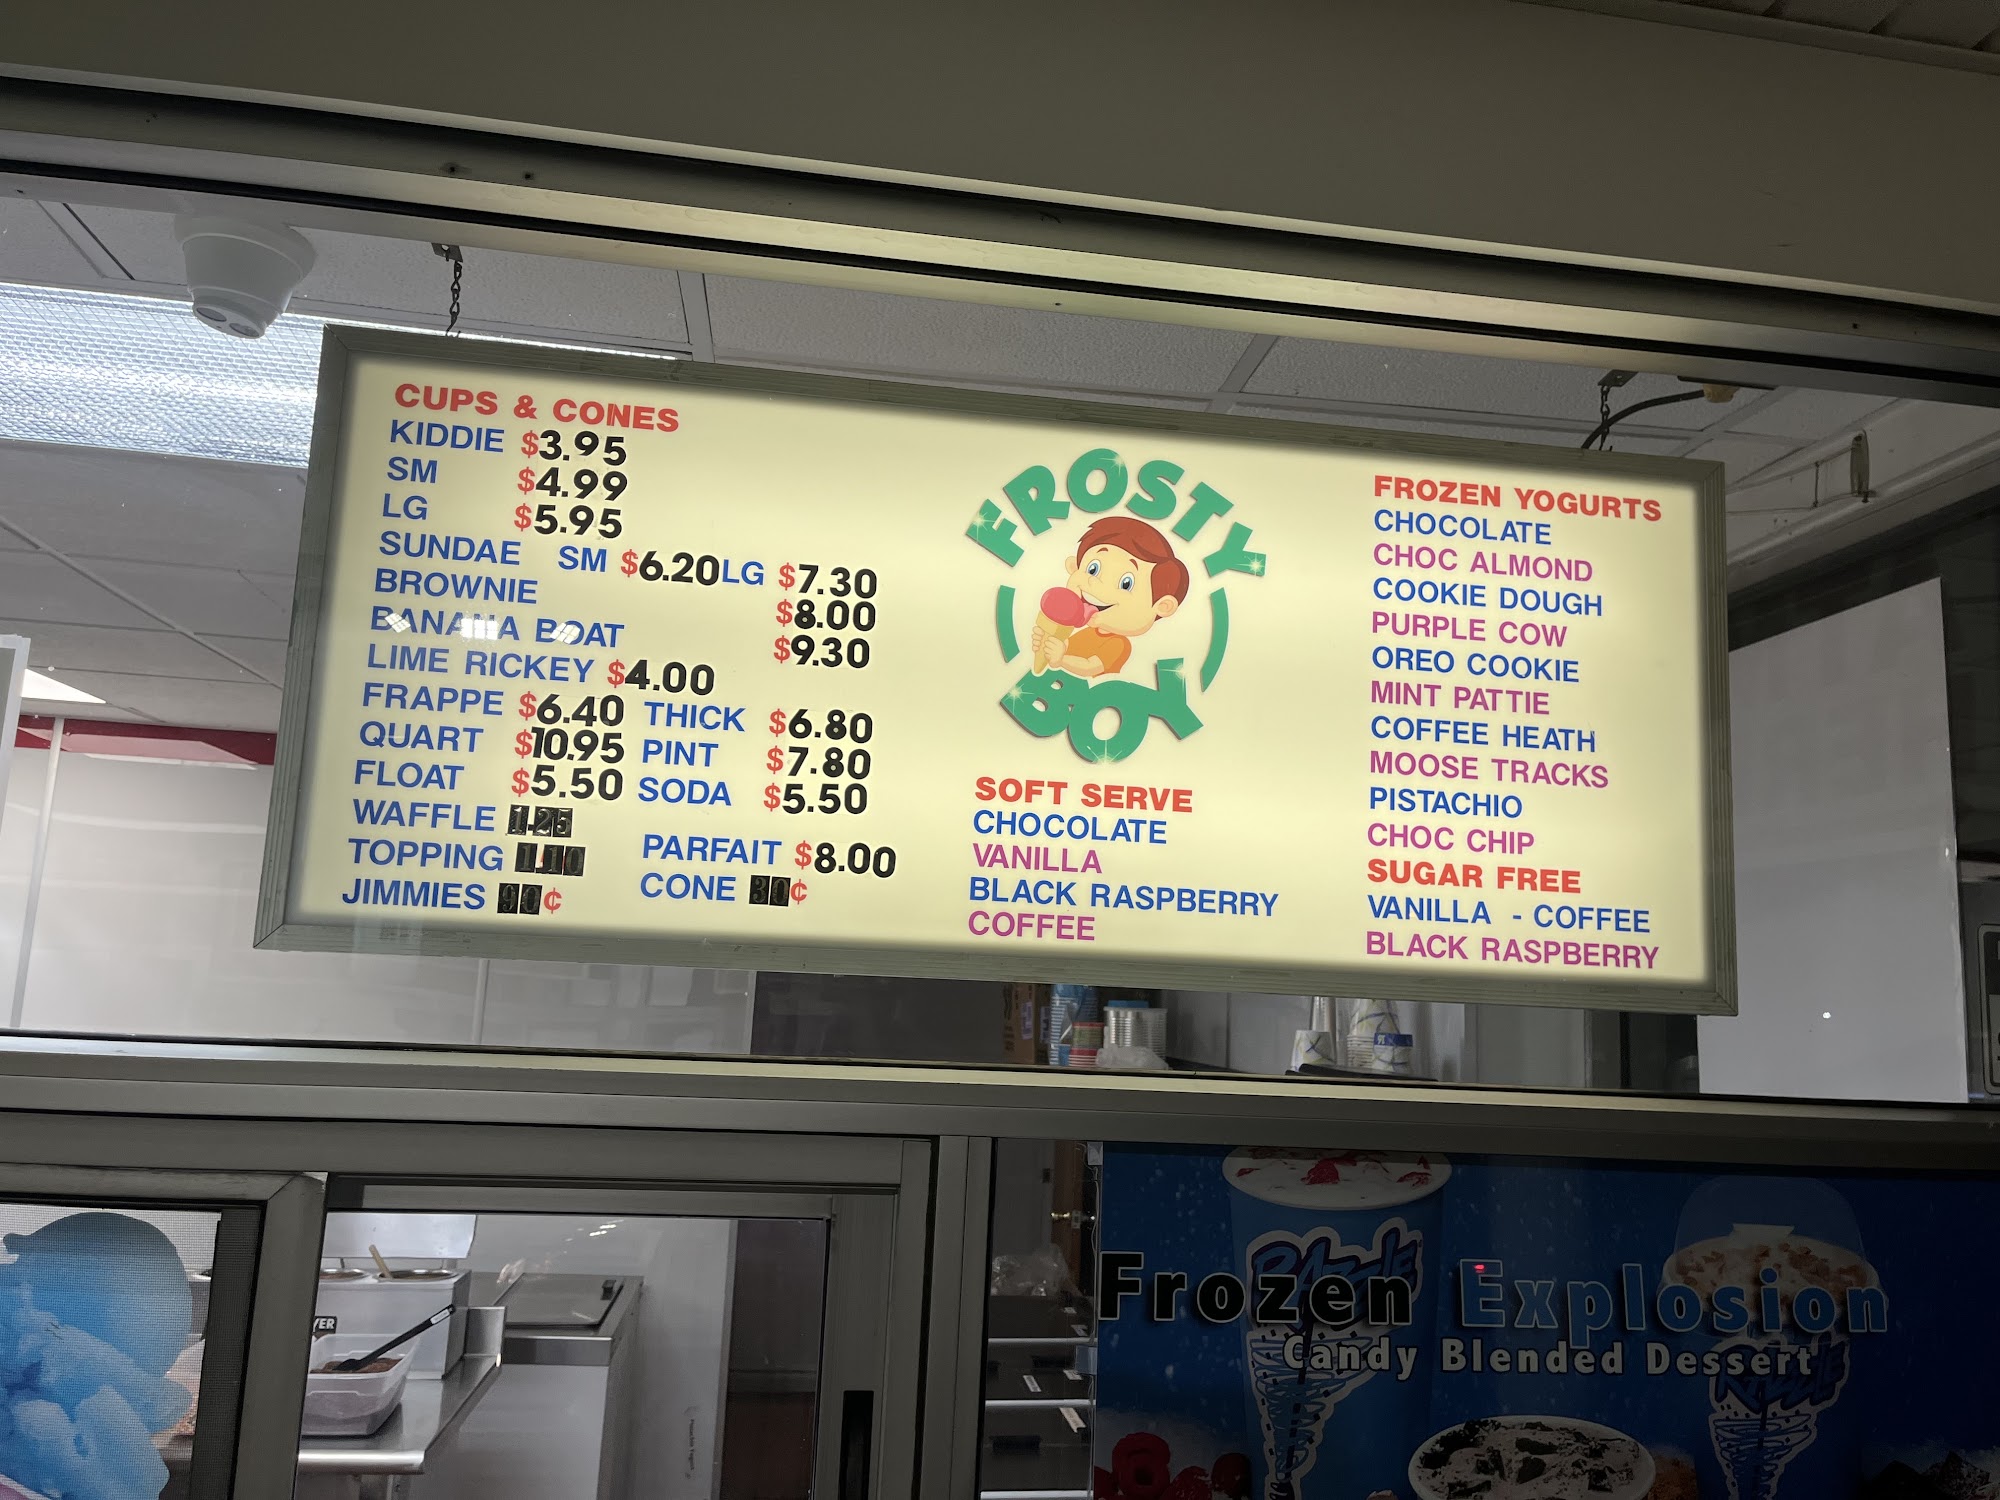 CUPS & CONES
KIDDIE $3.95
SM $4.99
LG $5.95
SUNDAE SM $6.20 LG $7.30
BROWNIE $8.00
BANANA BOAT $9.30
LIME RICKEY $4.00
FRAPPE $6.40 THICK $6.80
QUART $10.95 PINT $7.80
FLOAT $5.50 SODA $5.50
WAFFLE 1.25
TOPPING 1.10 PARFAIT $8.00
JIMMIES 90¢ CONE 30¢
FROSTY
BOY
SOFT SERVE
CHOCOLATE
VANILLA
BLACK RASPBERRY
COFFEE
FROZEN YOGURTS
CHOCOLATE
CHOC ALMOND
COOKIE DOUGH
PURPLE COW
OREO COOKIE
MINT PATTIE
COFFEE HEATH
MOOSE TRACKS
PISTACHIO
CHOC CHIP
SUGAR FREE
VANILLA - COFFEE
BLACK RASPBERRY
RAZZLE
Frozen Explosion
Candy Blended Dessert
RAZZLE